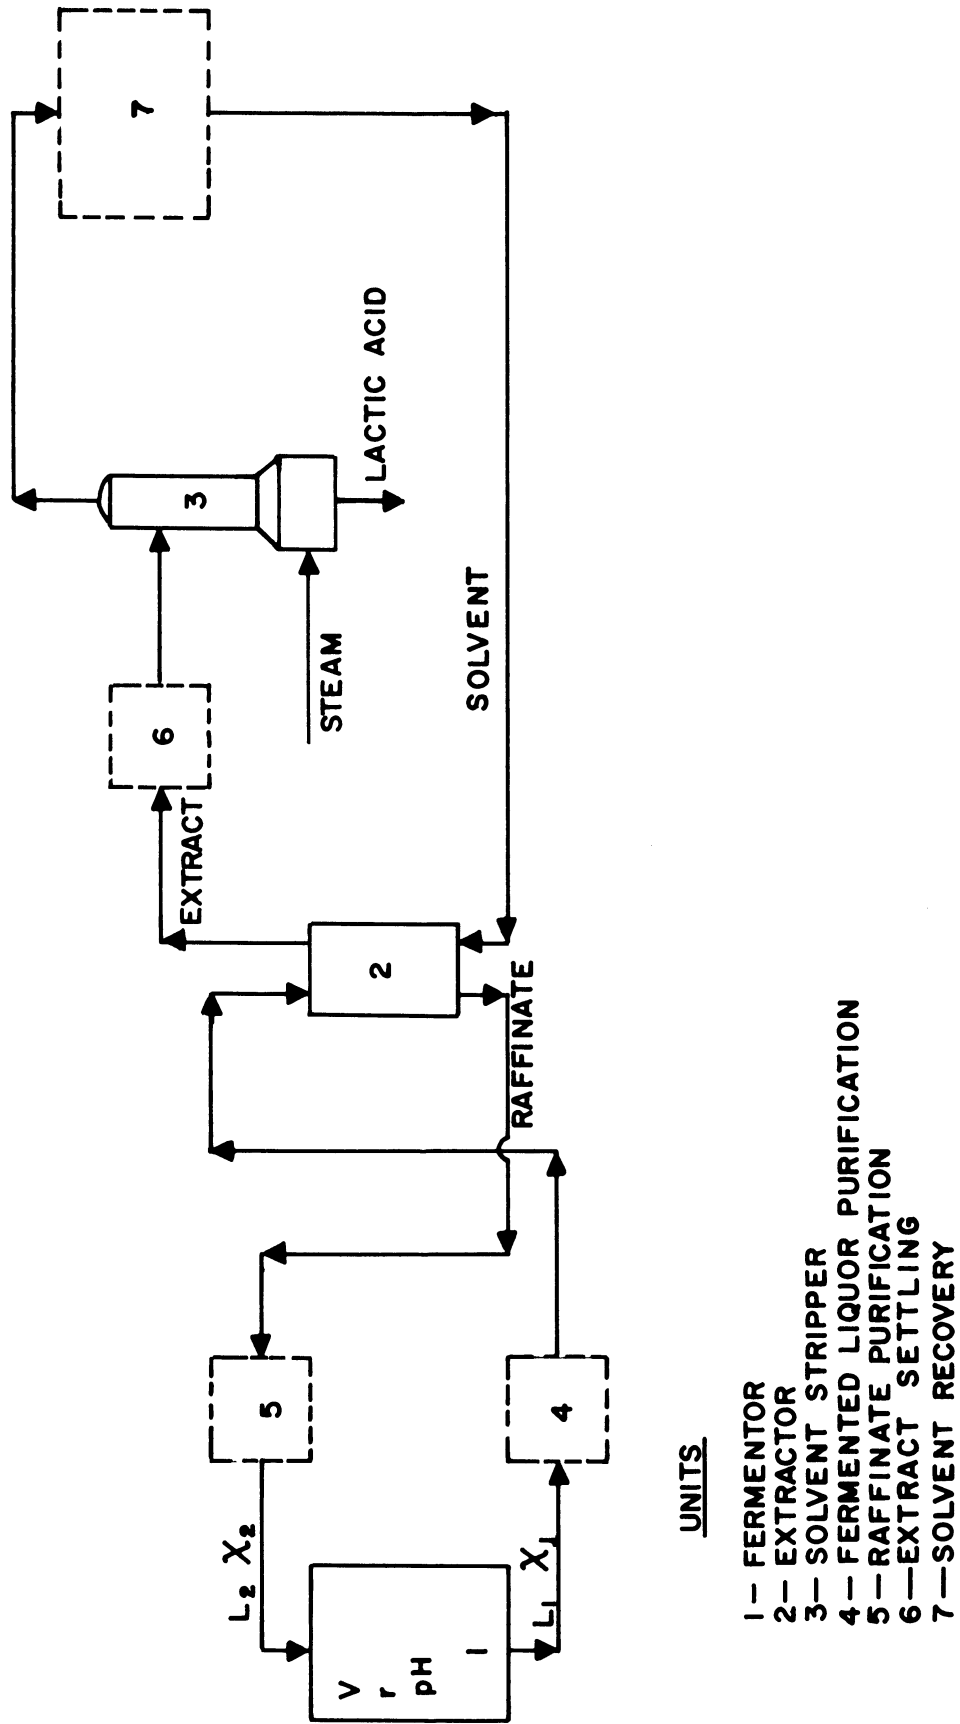 7
3
LACTIC ACID
STEAM
SOLVENT
6
EXTRACT
2
RAFFINATE
5
4
L₂ X₂
L₁ X₁
V
r
pH
1
UNITS
1— FERMENTOR
2— EXTRACTOR
3— SOLVENT STRIPPER
4— FERMENTED LIQUOR PURIFICATION
5— RAFFINATE PURIFICATION
6— EXTRACT SETTLING
7— SOLVENT RECOVERY